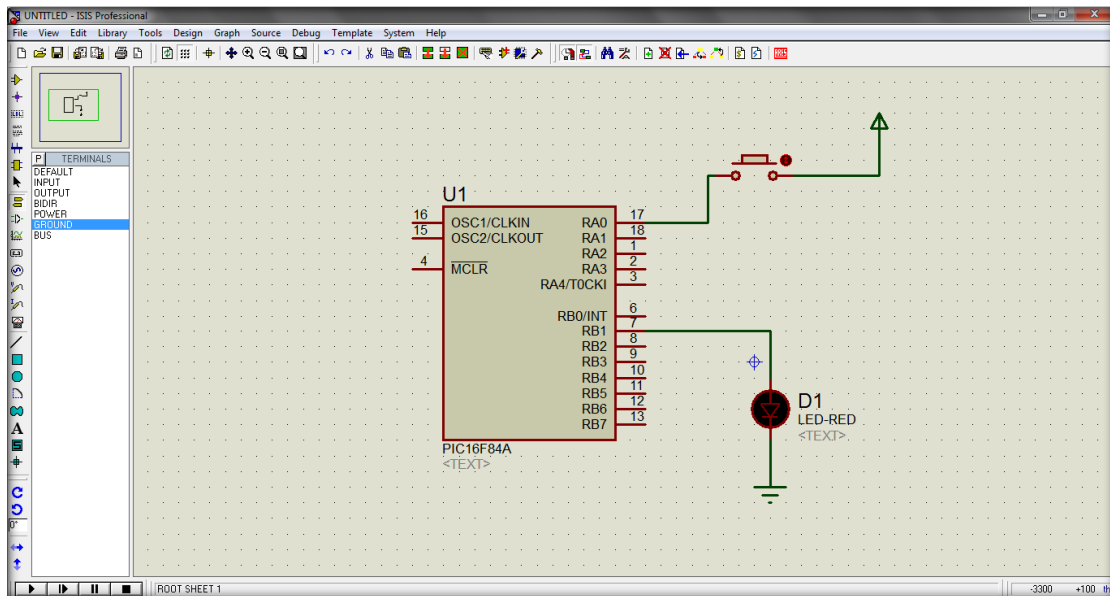 UNTITLED - ISIS Professional
File View Edit Library Tools Design Graph Source Debug Template System Help
P TERMINALS
DEFAULT
INPUT
OUTPUT
BIDIR
POWER
GROUND
BUS
U1
16 OSC1/CLKIN RA0 17
15 OSC2/CLKOUT RA1 18
RA2 1
4 MCLR RA3 2
RA4/T0CKI 3
RB0/INT 6
RB1 7
RB2 8
RB3 9
RB4 10
RB5 11
RB6 12
RB7 13
PIC16F84A
<TEXT>
D1
LED-RED
<TEXT>
A
0°
ROOT SHEET 1
-3300 +100 th